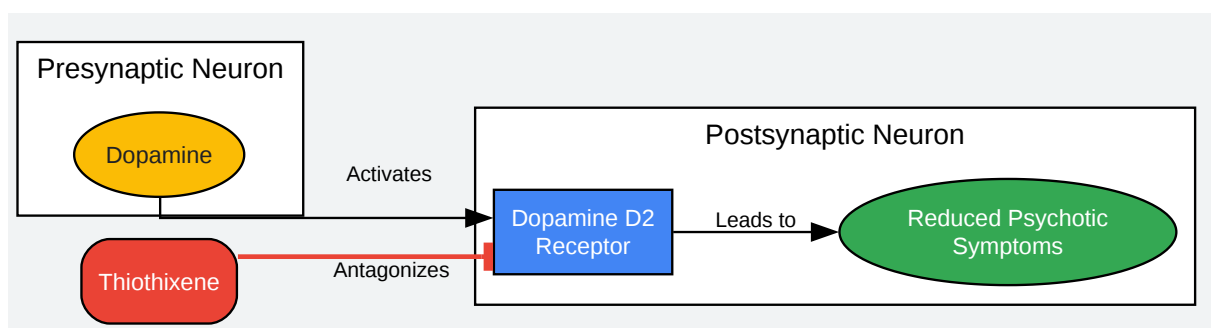 Presynaptic Neuron
Dopamine
Activates
Thiothixene
Antagonizes
Postsynaptic Neuron
Dopamine D2
Receptor
Leads to
Reduced Psychotic
Symptoms